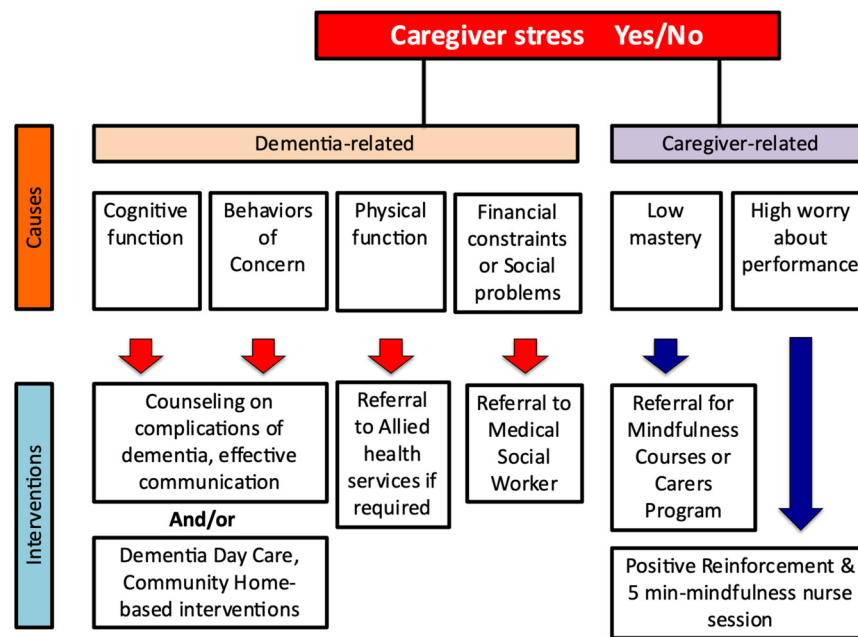 Caregiver stress Yes/No
Dementia-related
Caregiver-related
Causes
Cognitive
function
Behaviors
of
Concern
Physical
function
Financial
constraints
or Social
problems
Low
mastery
High worry
about
performance
Interventions
Counseling on
complications of
dementia, effective
communication
And/or
Dementia Day Care,
Community Home-
based interventions
Referral
to Allied
health
services if
required
Referral to
Medical
Social
Worker
Referral for
Mindfulness
Courses or
Carers
Program
Positive Reinforcement &
5 min-mindfulness nurse
session